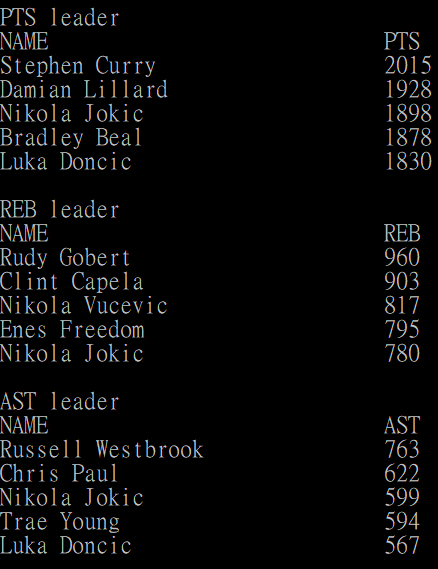 PTS leader
NAME PTS
Stephen Curry 2015
Damian Lillard 1928
Nikola Jokic 1898
Bradley Beal 1878
Luka Doncic 1830
REB leader
NAME REB
Rudy Gobert 960
Clint Capela 903
Nikola Vucevic 817
Enes Freedom 795
Nikola Jokic 780
AST leader
NAME AST
Russell Westbrook 763
Chris Paul 622
Nikola Jokic 599
Trae Young 594
Luka Doncic 567